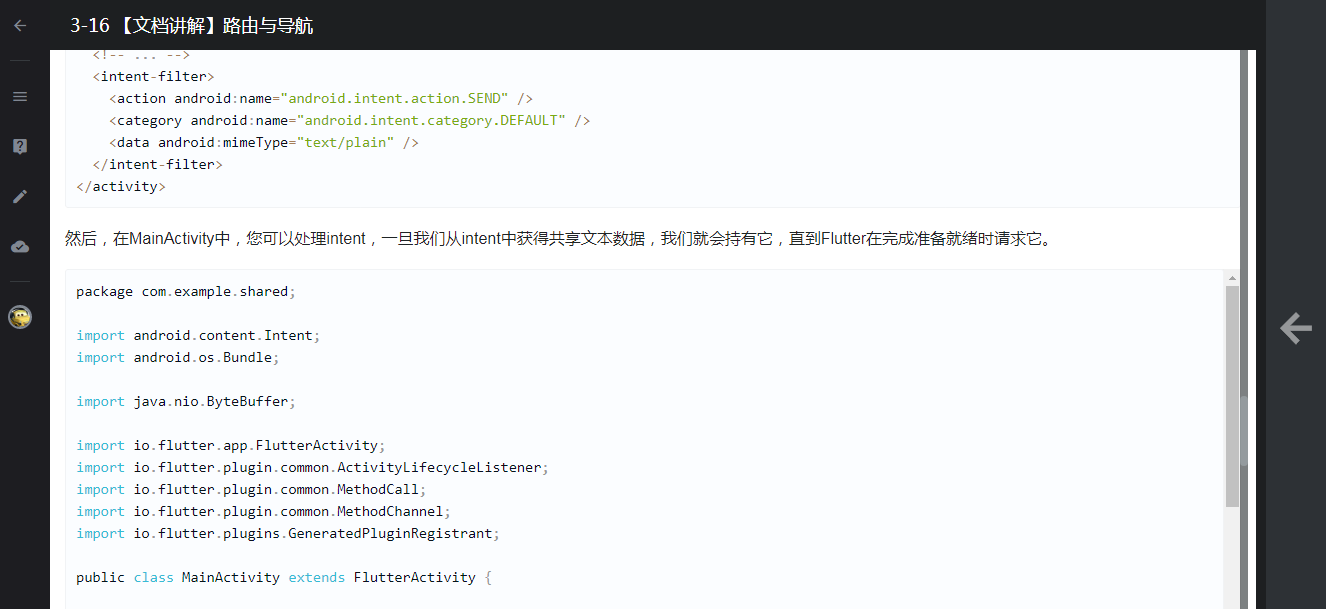 3-16 【文档讲解】路由与导航
<!-- ... -->
<intent-filter>
<action android:name="android.intent.action.SEND" />
<category android:name="android.intent.category.DEFAULT" />
<data android:mimeType="text/plain" />
</intent-filter>
</activity>
然后，在MainActivity中，您可以处理intent，一旦我们从intent中获得共享文本数据，我们就会持有它，直到Flutter在完成准备就绪时请求它。
package com.example.shared;
import android.content.Intent;
import android.os.Bundle;
import java.nio.ByteBuffer;
import io.flutter.app.FlutterActivity;
import io.flutter.plugin.common.ActivityLifecycleListener;
import io.flutter.plugin.common.MethodCall;
import io.flutter.plugin.common.MethodChannel;
import io.flutter.plugins.GeneratedPluginRegistrant;
public class MainActivity extends FlutterActivity {